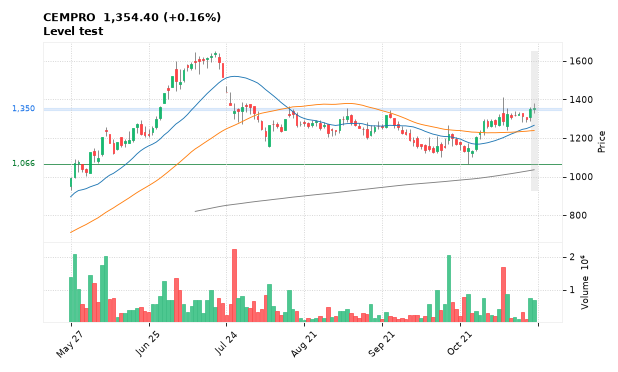 CEMPRO 1,354.40 (+0.16%)
Level test
1,350
1,066
1600
1400
1200
1000
800
Price
2
1
Volume 10⁶
May 27
Jun 25
Jul 24
Aug 21
Sep 21
Oct 21